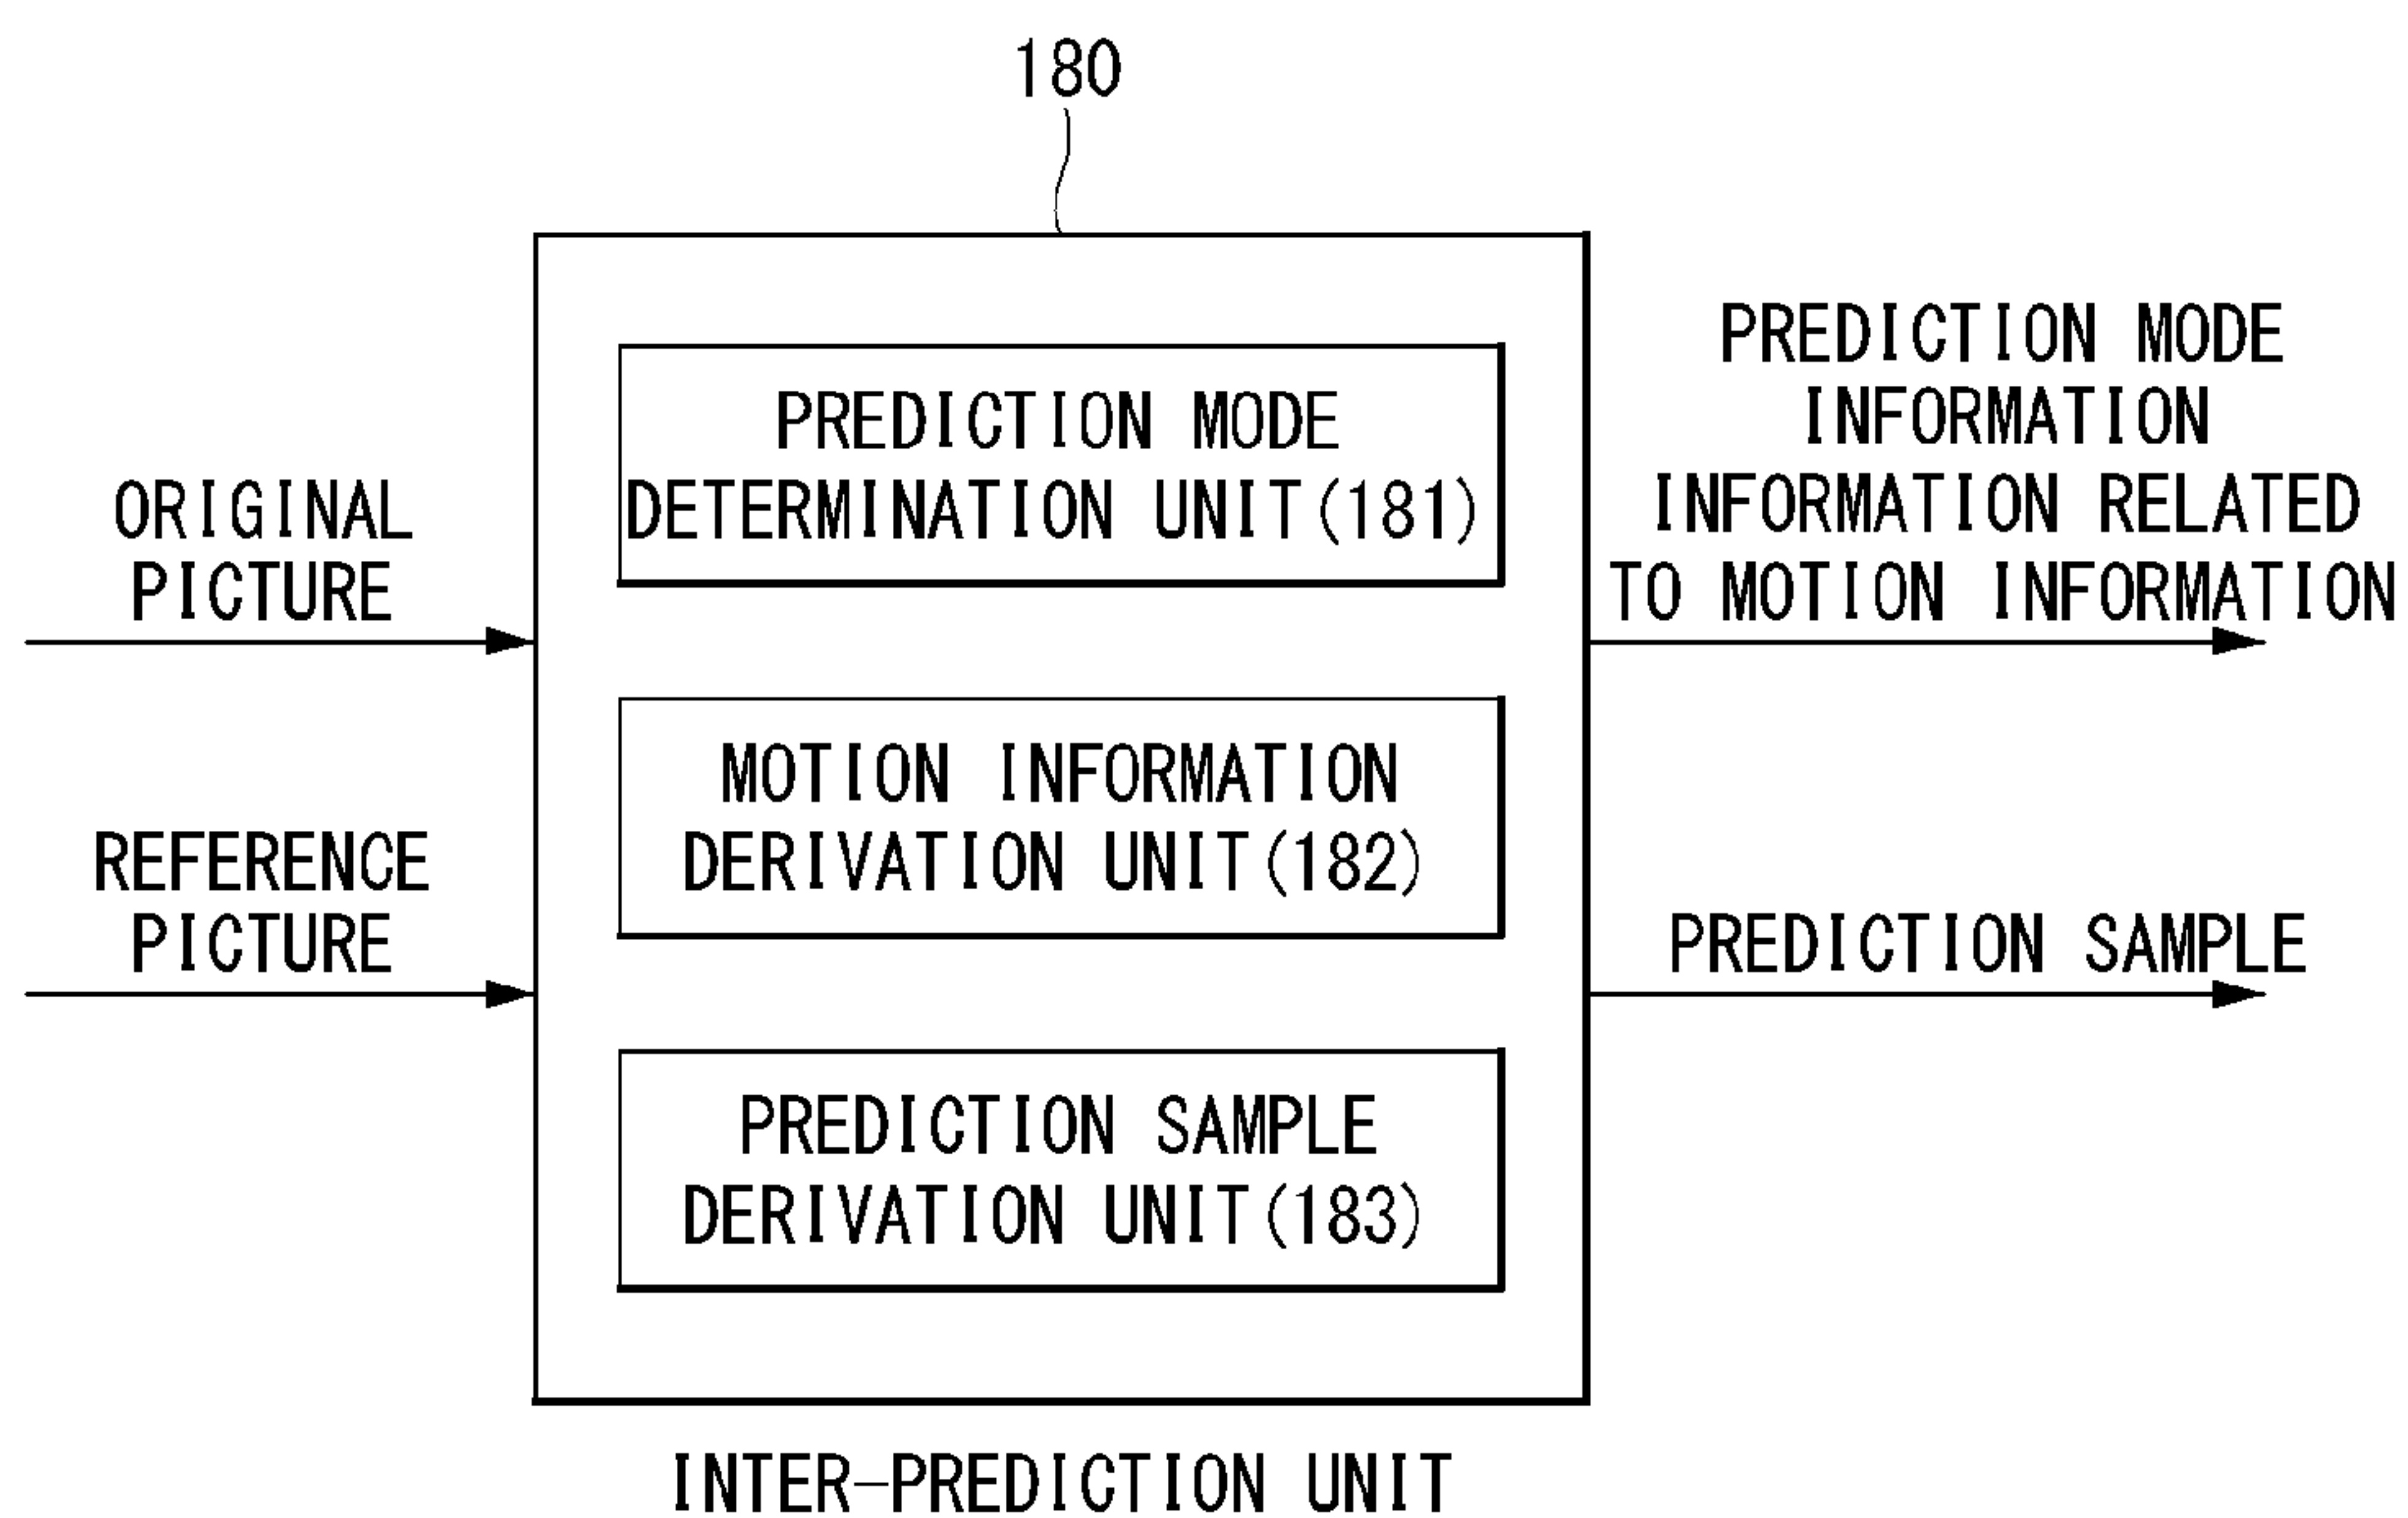 180
ORIGINAL
PICTURE
REFERENCE
PICTURE
PREDICTION MODE
DETERMINATION UNIT(181)
MOTION INFORMATION
DERIVATION UNIT(182)
PREDICTION SAMPLE
DERIVATION UNIT(183)
PREDICTION MODE
INFORMATION
INFORMATION RELATED
TO MOTION INFORMATION
PREDICTION SAMPLE
INTER-PREDICTION UNIT